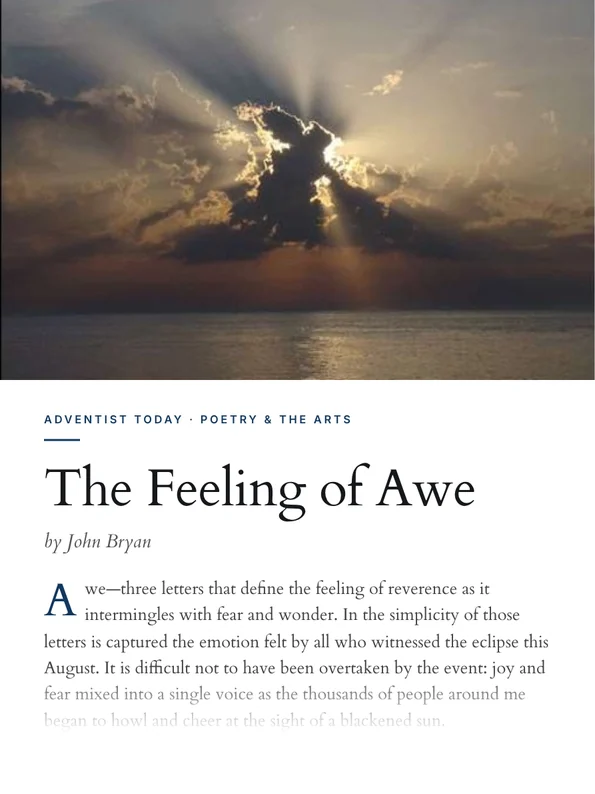 ADVENTIST TODAY · POETRY & THE ARTS
The Feeling of Awe
by John Bryan
Awe—three letters that define the feeling of reverence as it
intermingles with fear and wonder. In the simplicity of those
letters is captured the emotion felt by all who witnessed the eclipse this
August. It is difficult not to have been overtaken by the event: joy and
fear mixed into a single voice as the thousands of people around me
began to howl and cheer at the sight of a blackened sun.